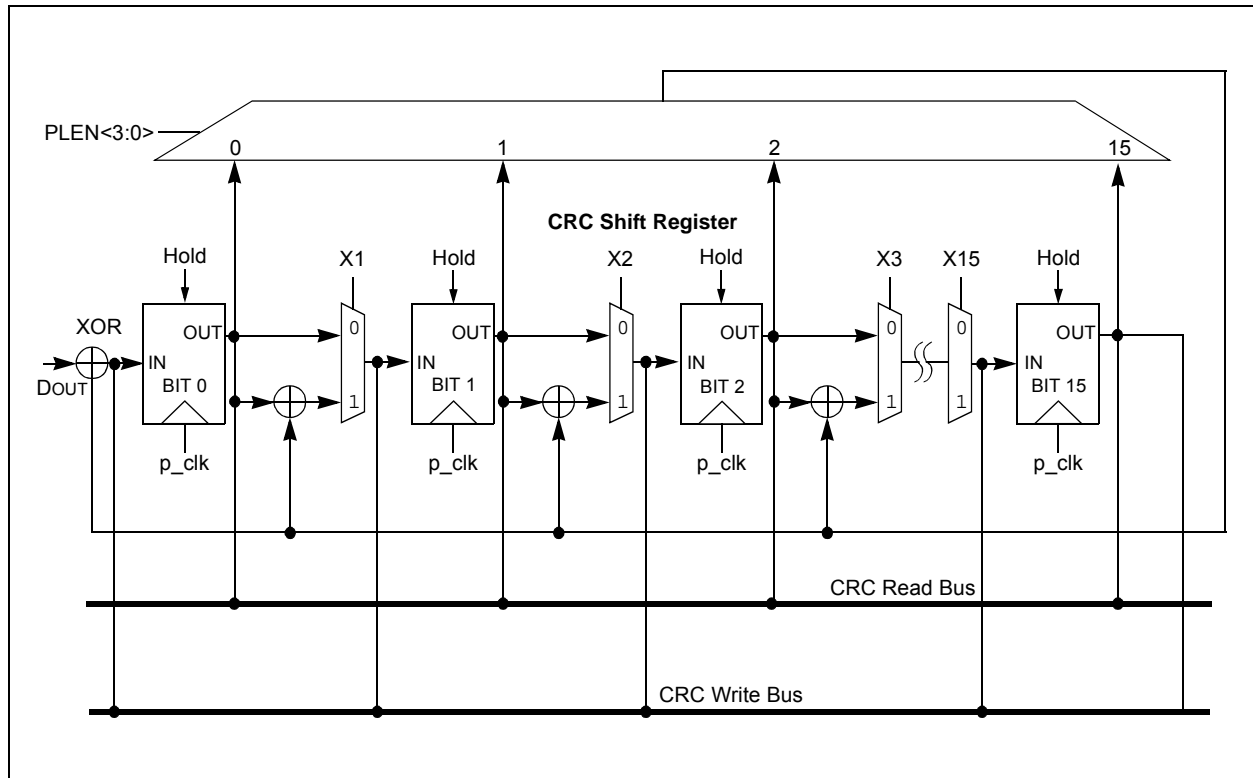 PLEN<3:0>
0 1 2 15
CRC Shift Register
Hold X1 Hold X2 Hold X3 X15 Hold
XOR
OUT 0 OUT 0 OUT 0 0 OUT
DOUT
IN IN IN IN
BIT 0 1 BIT 1 1 BIT 2 1 1 BIT 15
p_clk p_clk p_clk p_clk
CRC Read Bus
CRC Write Bus